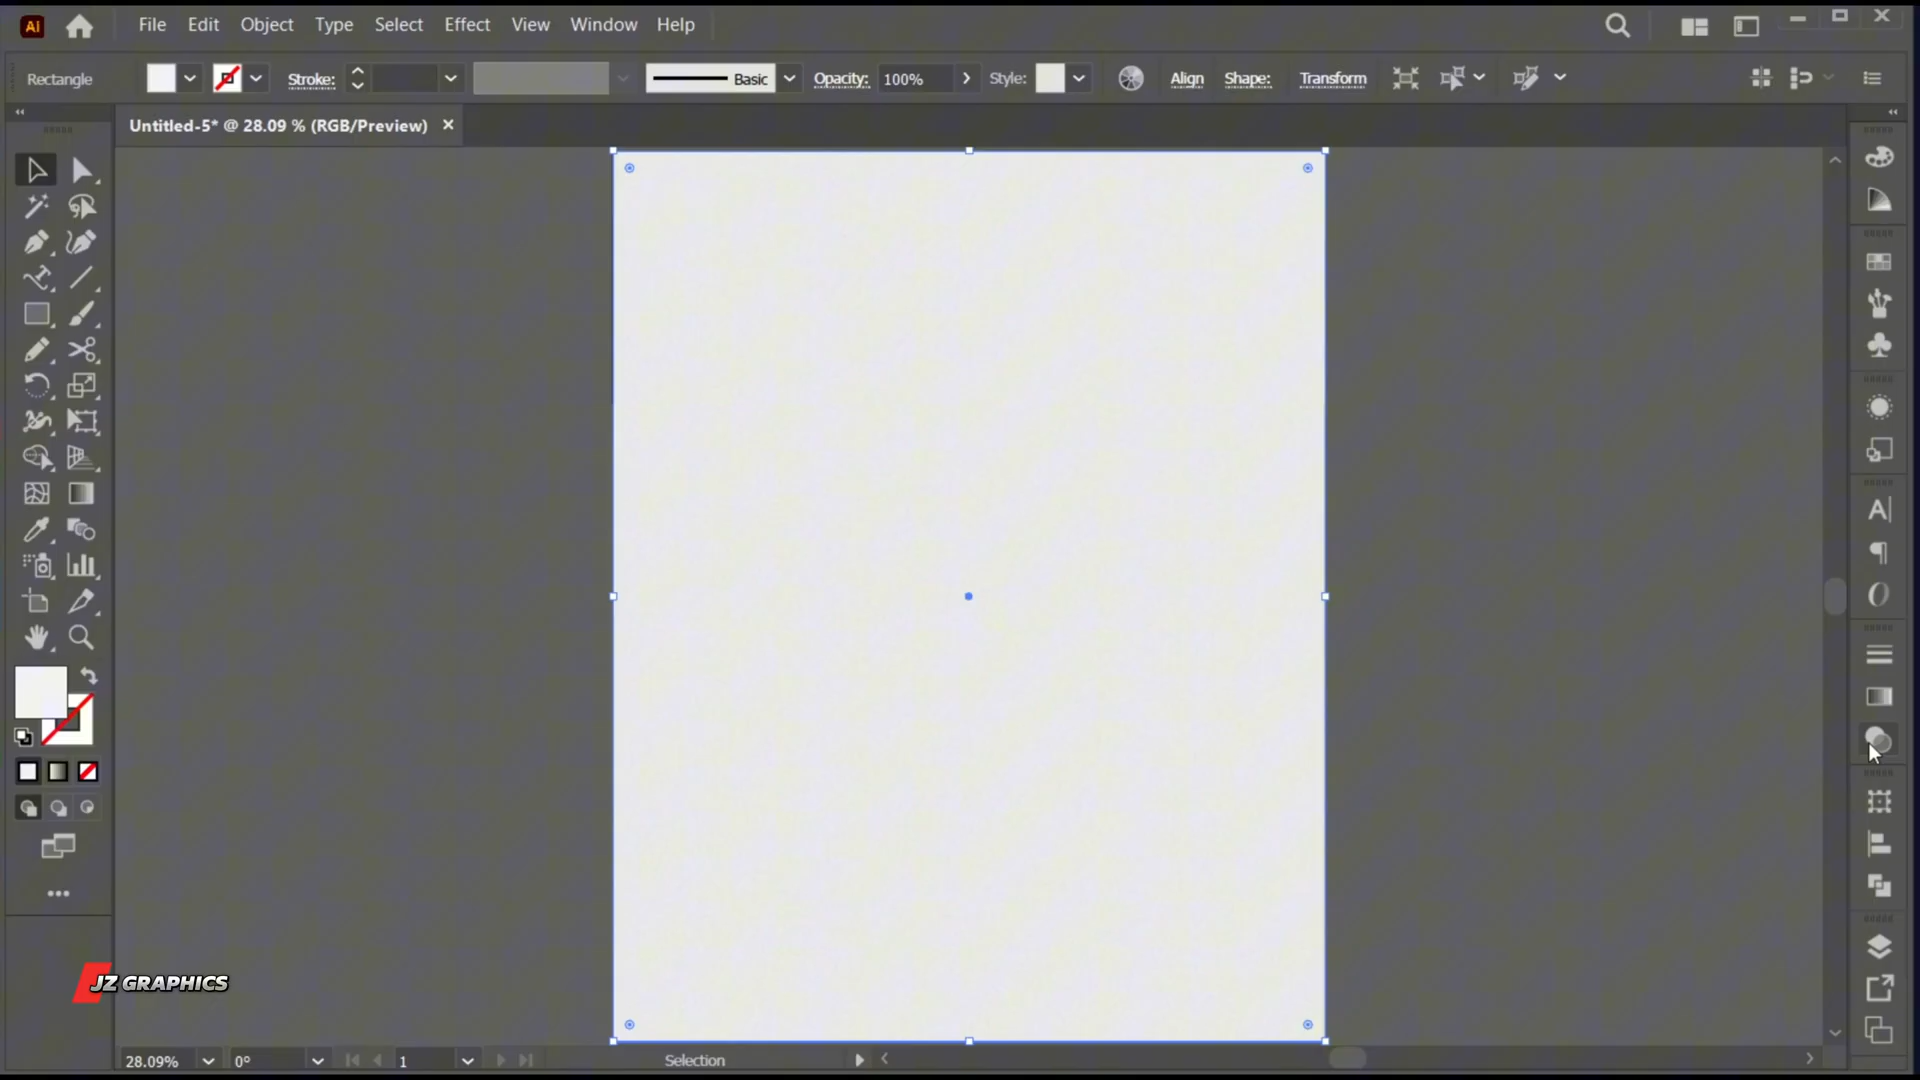 Ai File Edit Object Type Select Effect View Window Help
Rectangle Stroke: Basic Opacity: 100% Style: Align Shape: Transform
Untitled-5* @ 28.09 % (RGB/Preview)
JZ GRAPHICS
28.09% 0° 1 Selection